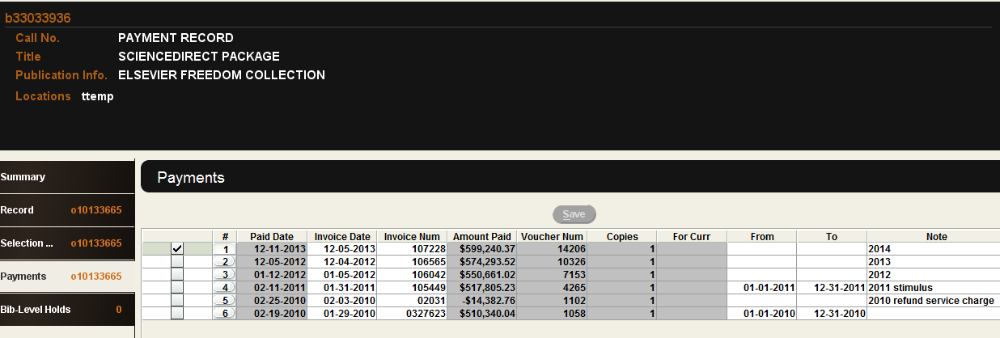 b33033936
Call No. PAYMENT RECORD
Title SCIENCEDIRECT PACKAGE
Publication Info. ELSEVIER FREEDOM COLLECTION
Locations ttemp
Summary
Record o10133665
Selection ... o10133665
Payments o10133665
Bib-Level Holds 0
Payments
Save
# Paid Date Invoice Date Invoice Num Amount Paid Voucher Num Copies For Curr From To Note
1 12-11-2013 12-05-2013 107228 $599,240.37 14206 1 2014
2 12-05-2012 12-04-2012 106565 $574,293.52 10326 1 2013
3 01-12-2012 01-05-2012 106042 $550,661.02 7153 1 2012
4 02-11-2011 01-31-2011 105449 $517,805.23 4265 1 01-01-2011 12-31-2011 2011 stimulus
5 02-25-2010 02-03-2010 02031 -$14,382.76 1102 1 2010 refund service charge
6 02-19-2010 01-29-2010 0327623 $510,340.04 1058 1 01-01-2010 12-31-2010